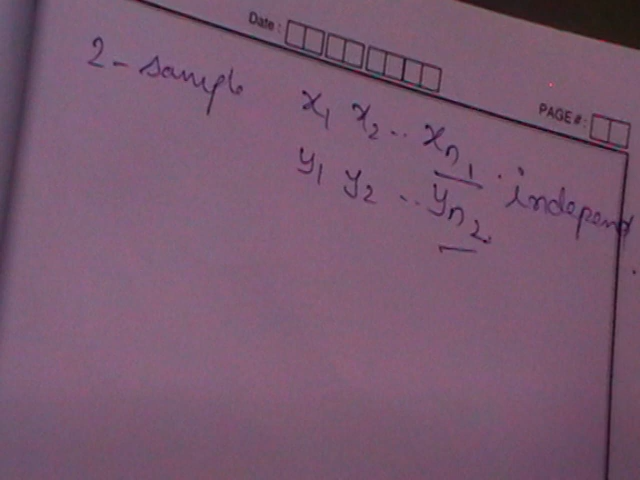 Date :
PAGE # :
2 - sample x₁ x₂ .. xₙ₁
y₁ y₂ .. yₙ₂ . independ